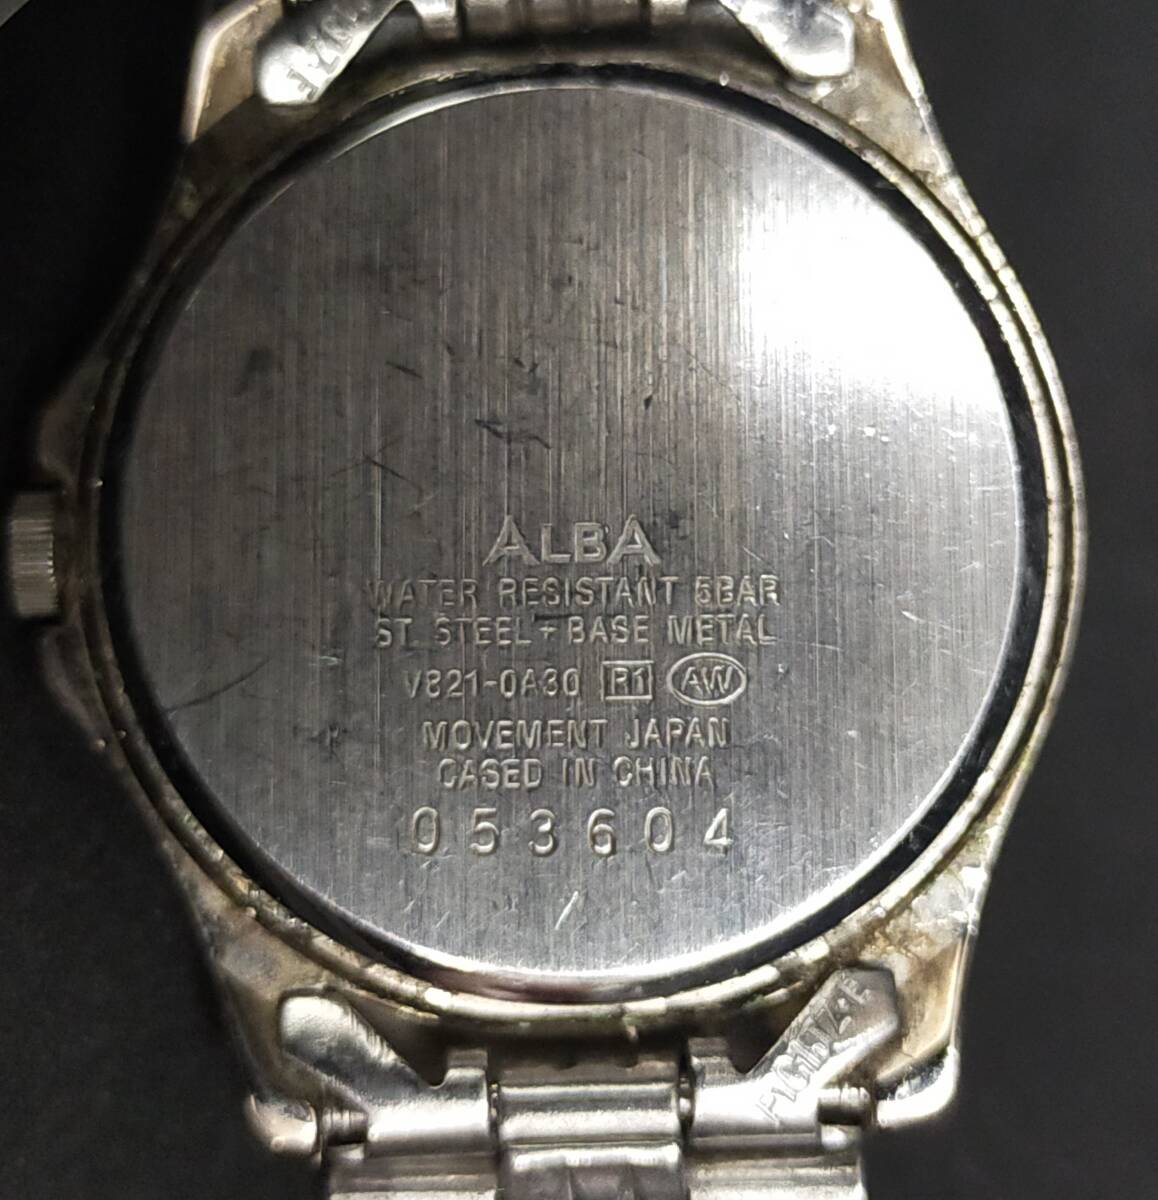 ALBA
WATER RESISTANT 5BAR
ST. STEEL + BASE METAL
V821-0A30 R1 AW
MOVEMENT JAPAN
CASED IN CHINA
053604